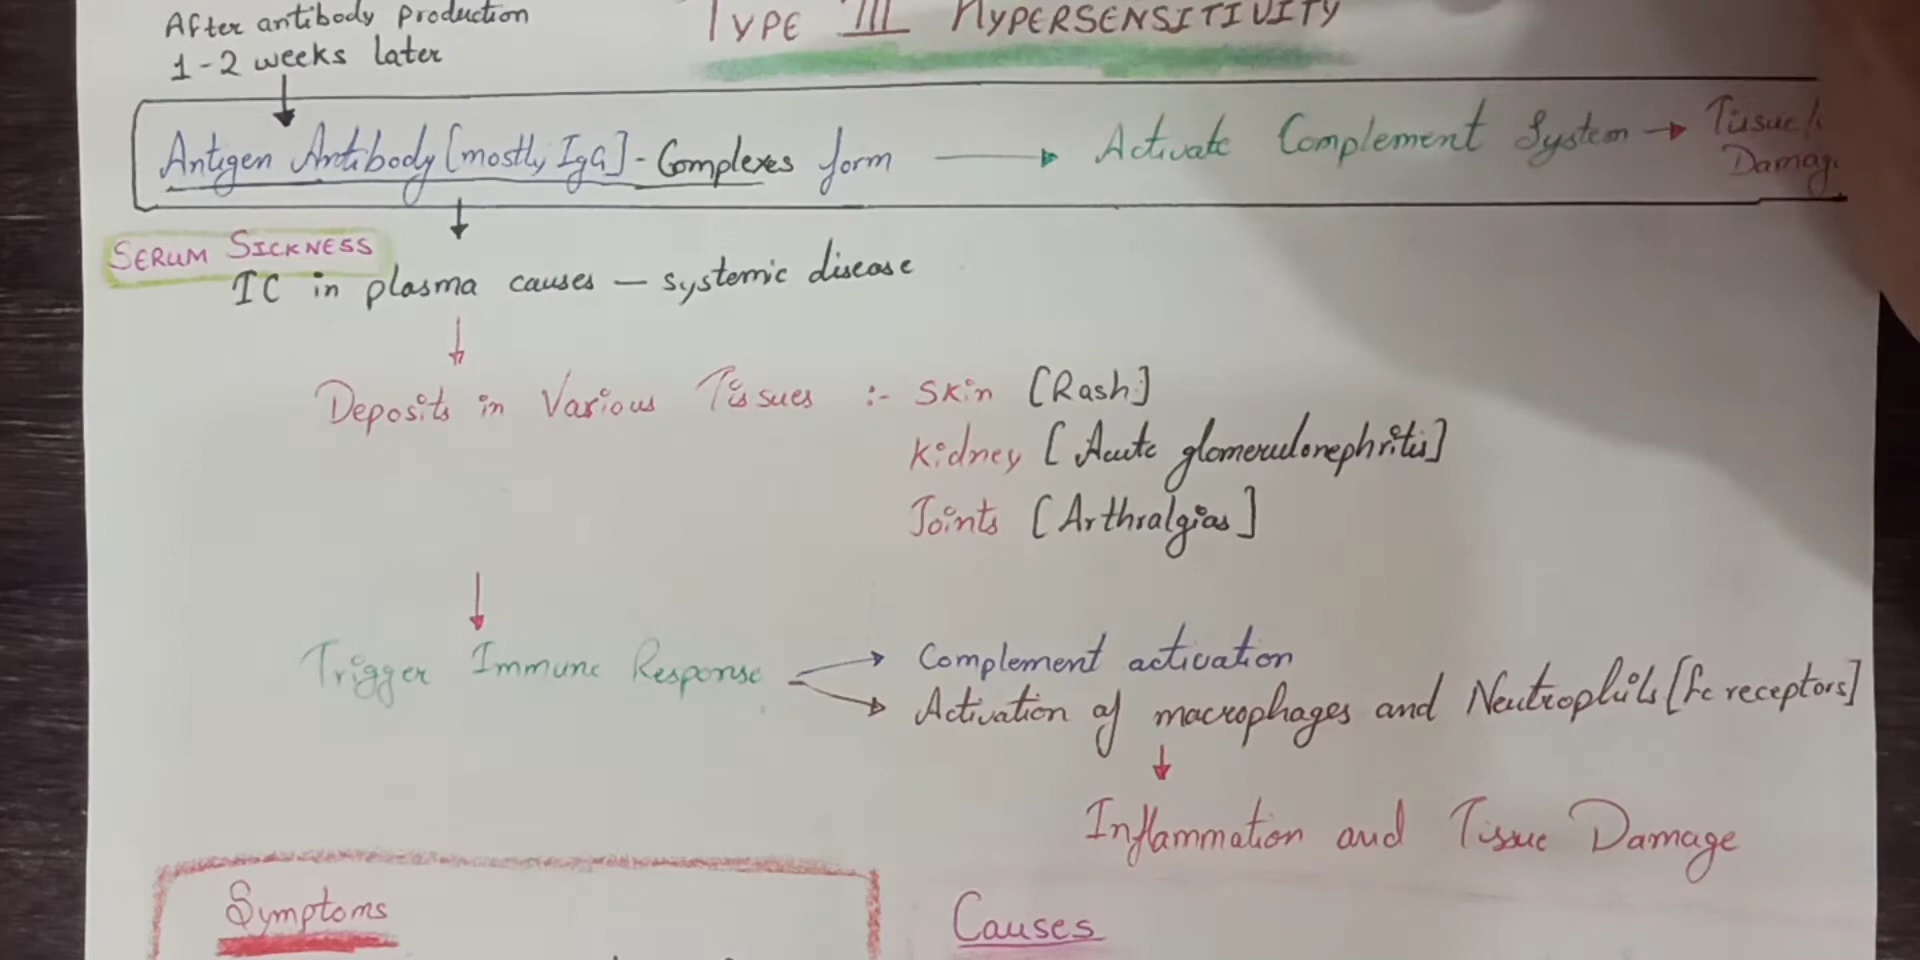 After antibody production
1-2 weeks later
TYPE III HYPERSENSITIVITY
Antigen Antibody [mostly IgG] - Complexes form → Activate Complement System → Tissue
Damag
SERUM SICKNESS
IC in plasma causes — systemic disease
Deposits in Various Tissues :- Skin [Rash]
Kidney [Acute glomerulonephritis]
Joints [Arthralgias]
Trigger Immune Response → Complement activation
→ Activation of macrophages and Neutrophils [Fc receptors]
Inflammation and Tissue Damage
Symptoms
Causes